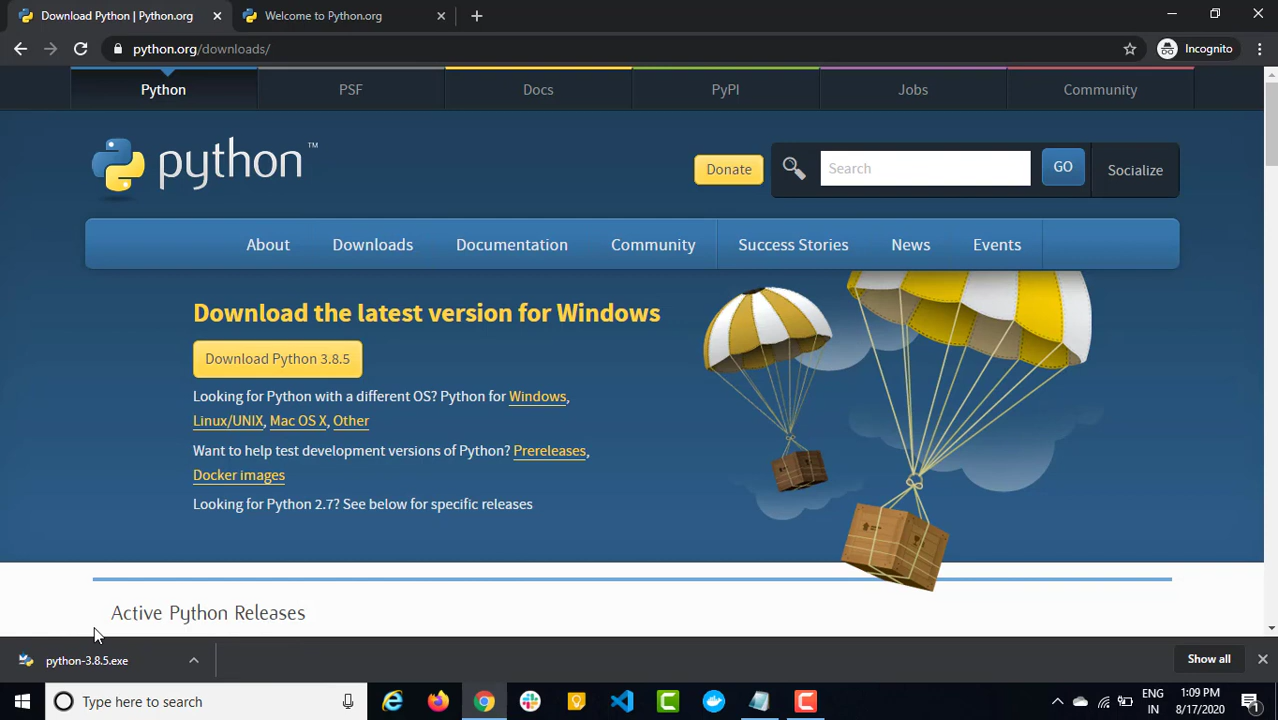 Download Python | Python.org
Welcome to Python.org
python.org/downloads/
Incognito
Python
PSF
Docs
PyPI
Jobs
Community
python™
Donate
Search
GO
Socialize
About
Downloads
Documentation
Community
Success Stories
News
Events
Download the latest version for Windows
Download Python 3.8.5
Looking for Python with a different OS? Python for Windows,
Linux/UNIX, Mac OS X, Other
Want to help test development versions of Python? Prereleases,
Docker images
Looking for Python 2.7? See below for specific releases
Active Python Releases
python-3.8.5.exe
Show all
Type here to search
ENG
IN
1:09 PM
8/17/2020
1